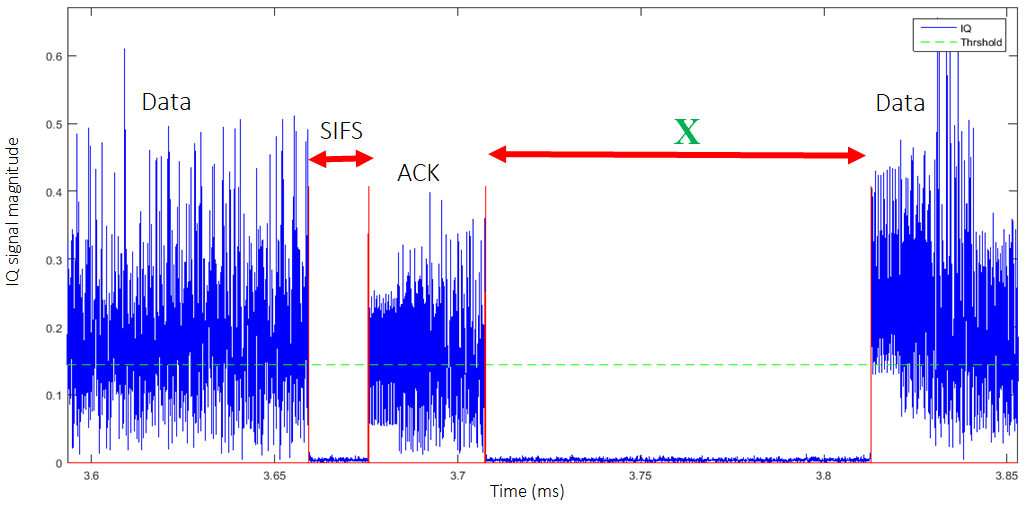 IQ
Thrshold
Data
SIFS
ACK
X
Data
IQ signal magnitude
0.6
0.5
0.4
0.3
0.2
0.1
0
3.6
3.65
3.7
3.75
3.8
3.85
Time (ms)